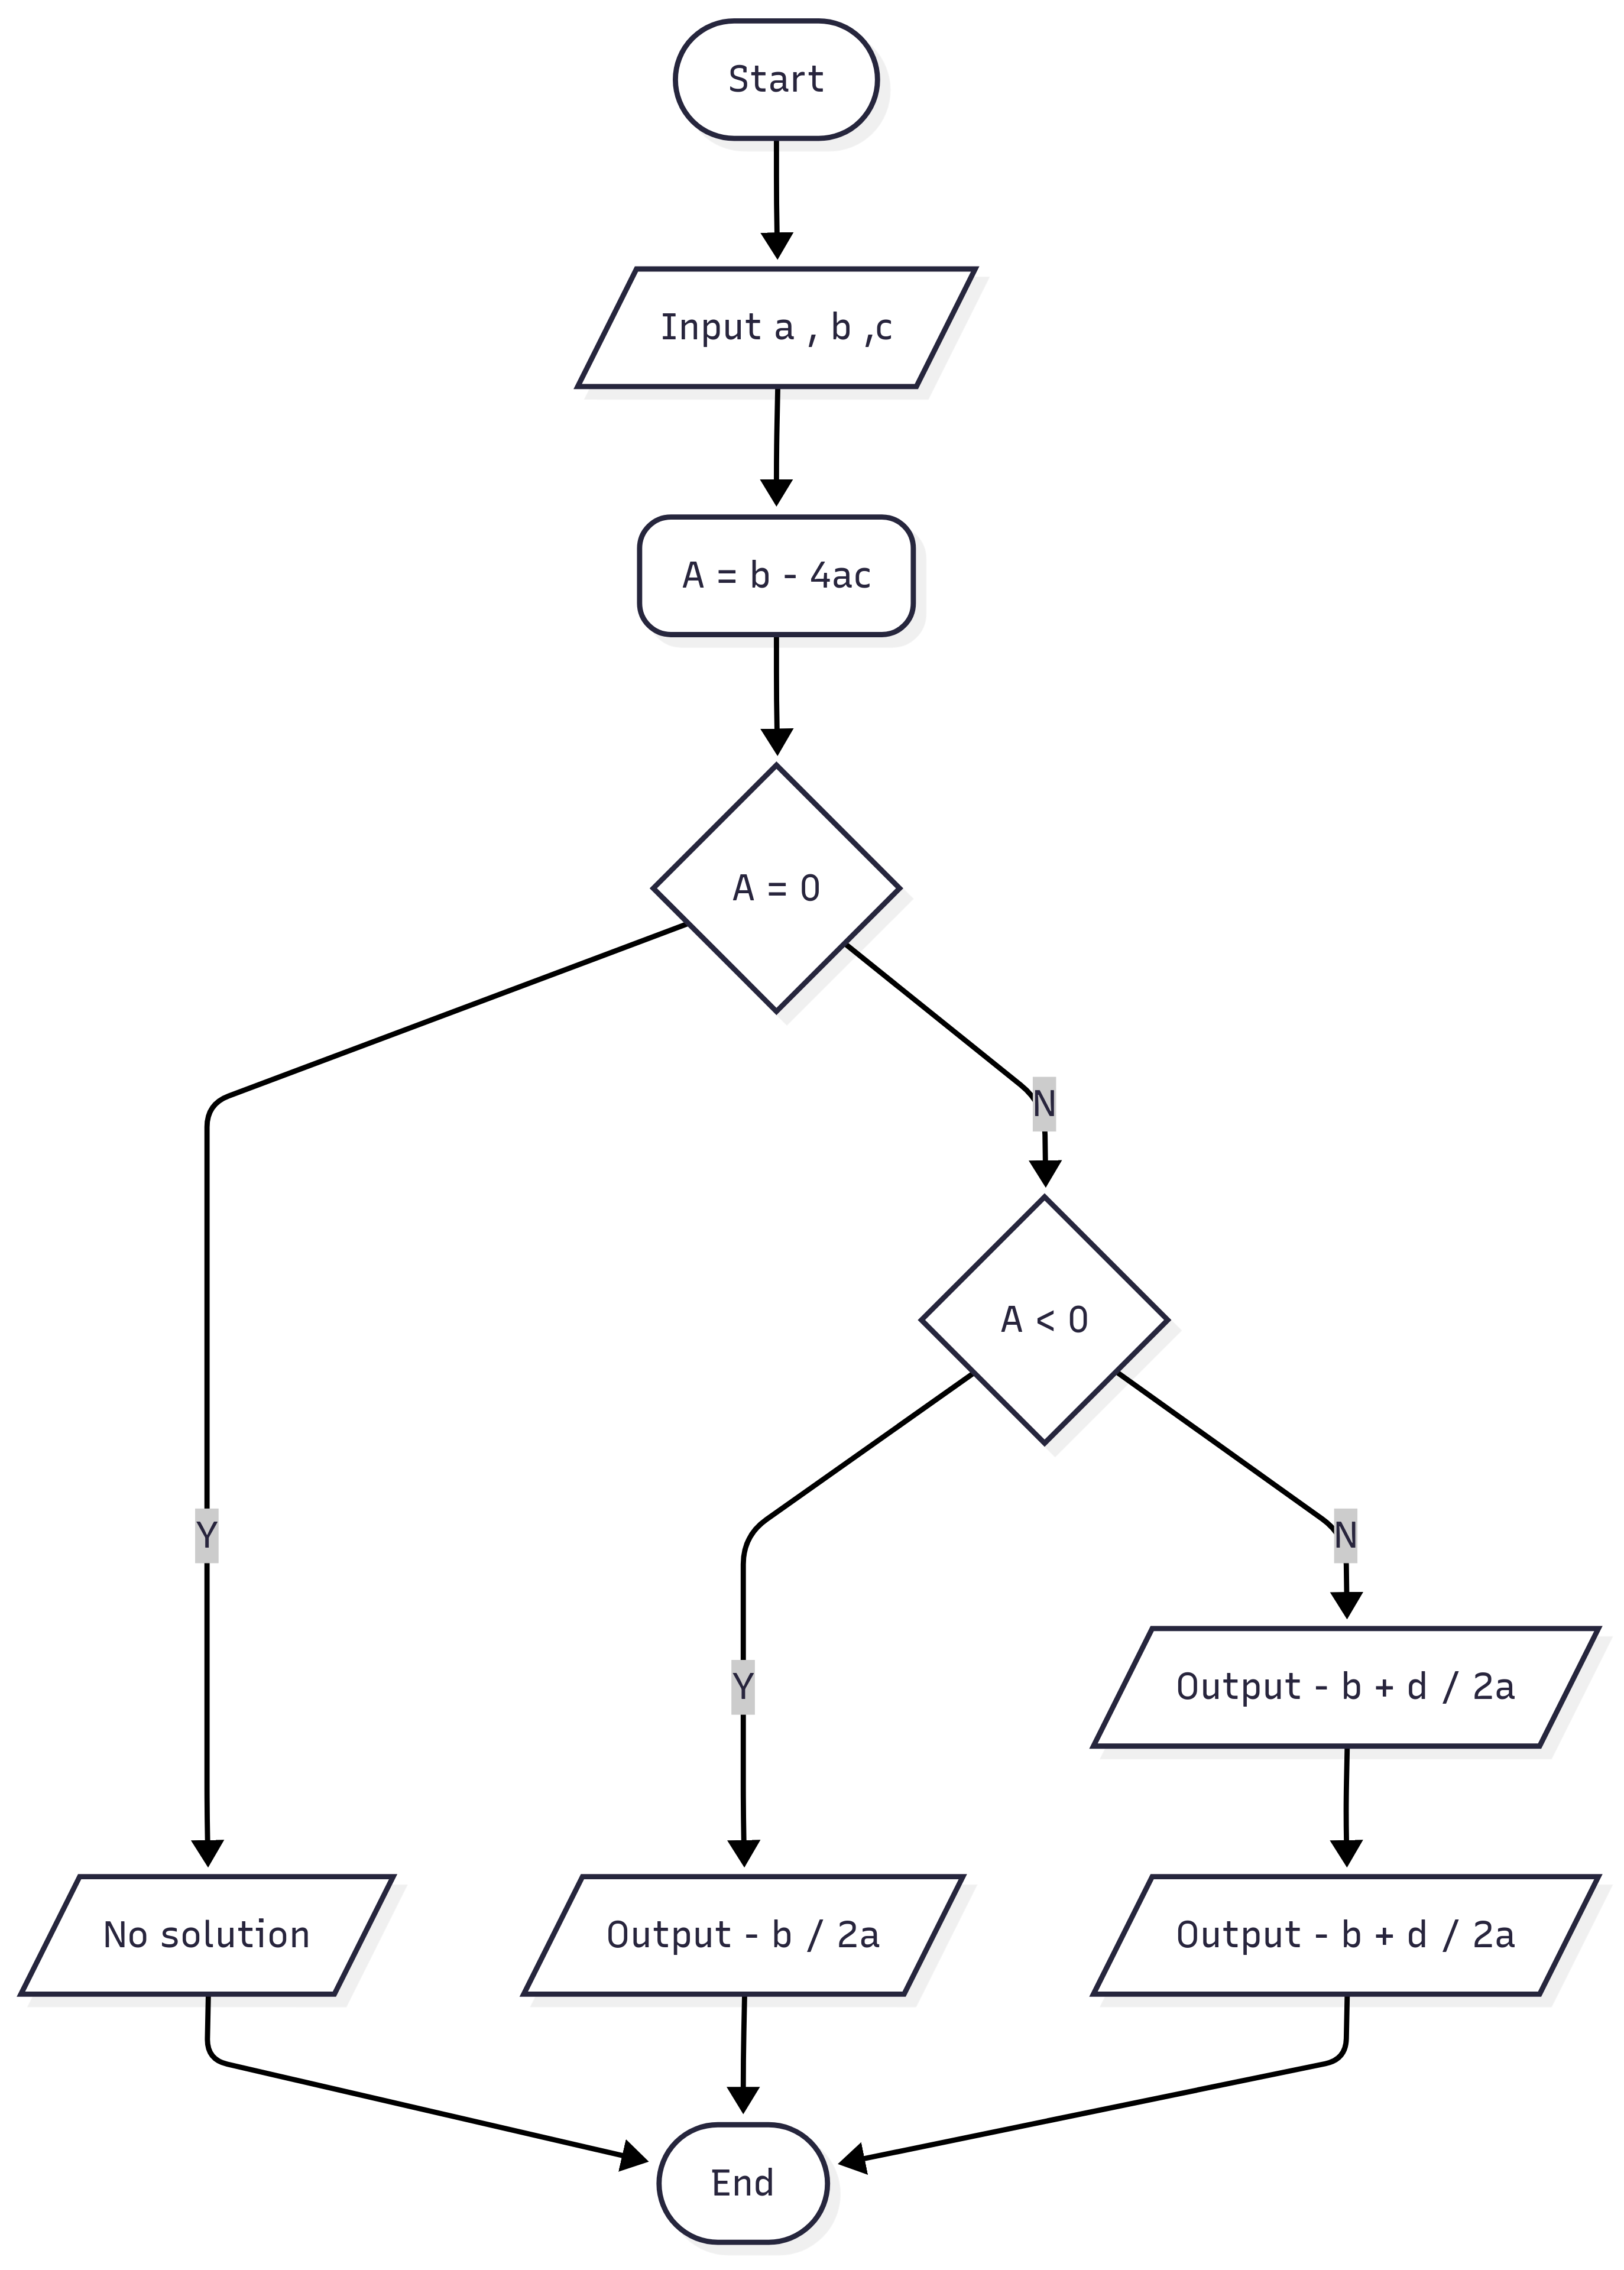 Start
Input a , b ,c
A = b - 4ac
A = 0
N
A < 0
Y
N
Y
Output - b + d / 2a
No solution
Output - b / 2a
Output - b + d / 2a
End